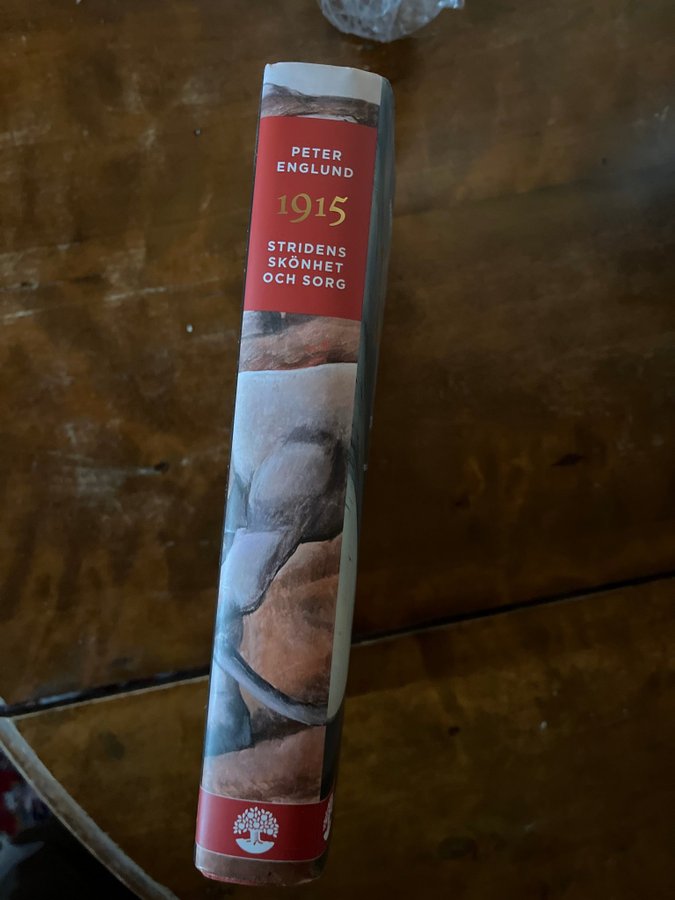 PETER
ENGLUND
1915
STRIDENS
SKÖNHET
OCH SORG